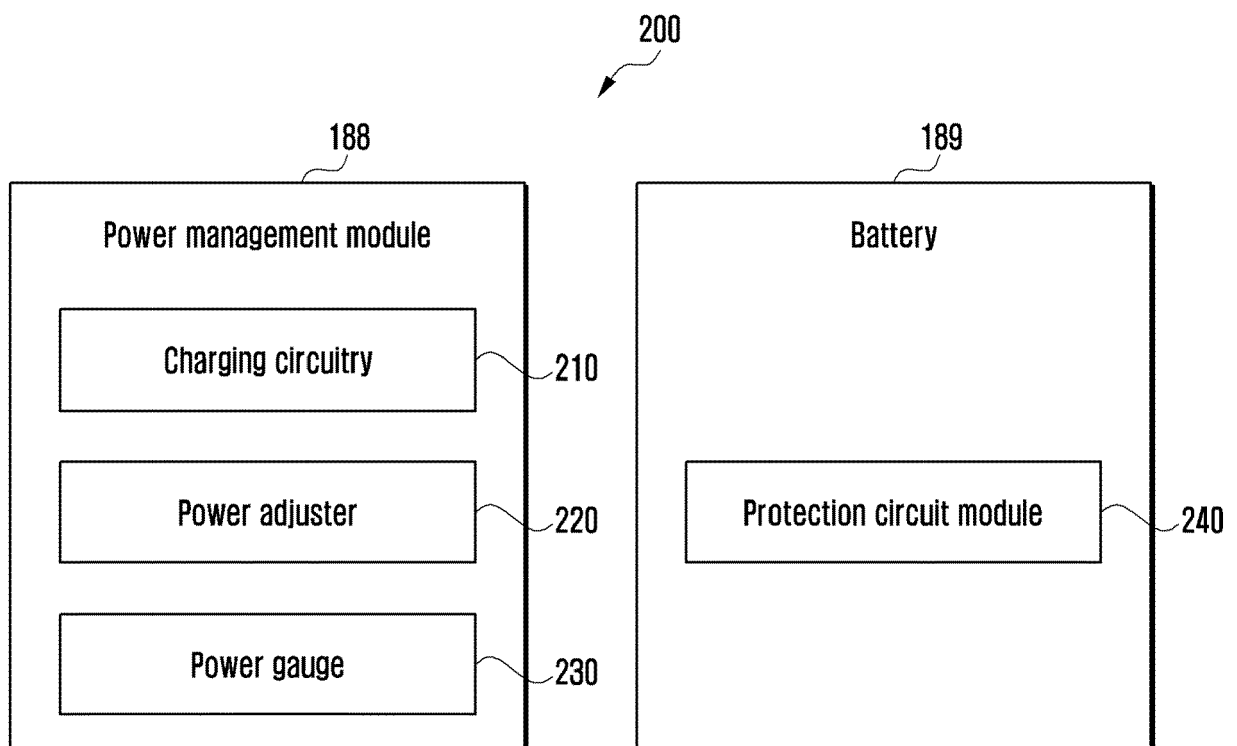 200
188
189
Power management module
Battery
Charging circuitry
210
Power adjuster
220
Protection circuit module
240
Power gauge
230